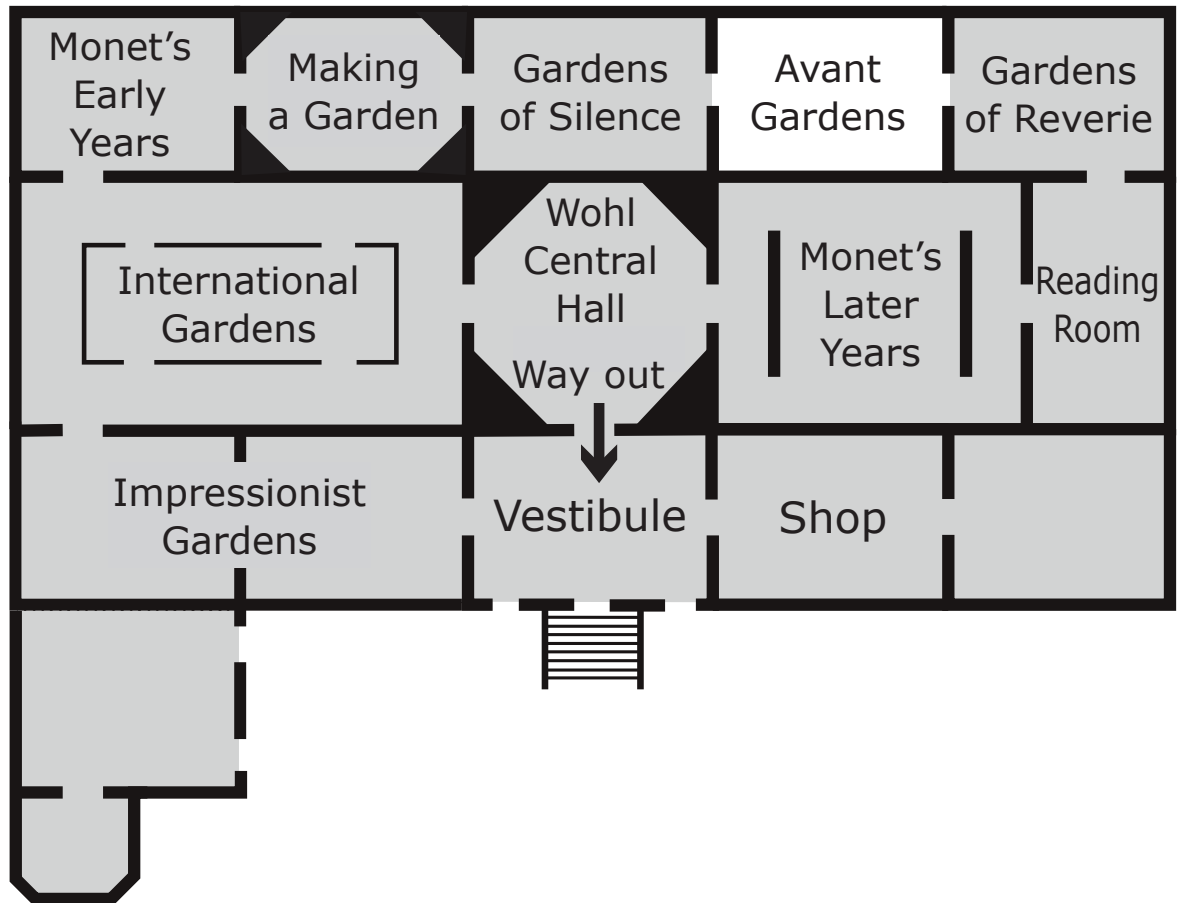 Monet’s
Early
Years
Making
a Garden
Gardens
of Silence
Avant
Gardens
Gardens
of Reverie
International
Gardens
Wohl
Central
Hall
Way out
Monet’s
Later
Years
Reading
Room
Impressionist
Gardens
Vestibule
Shop